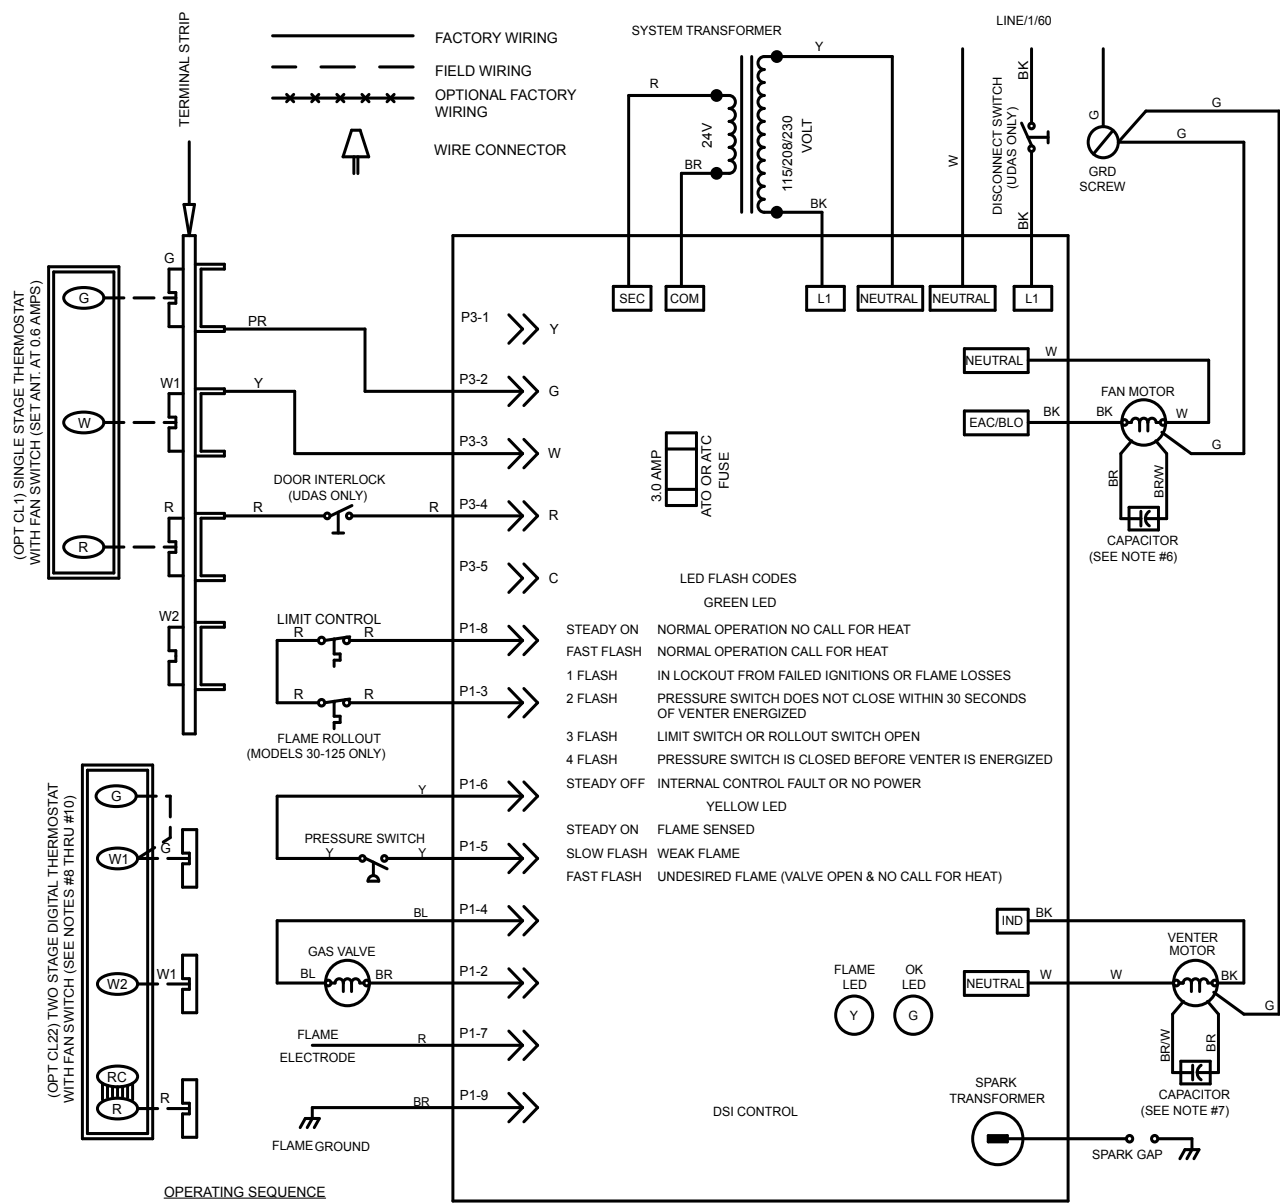 LINE/1/60
SYSTEM TRANSFORMER
FACTORY WIRING
FIELD WIRING
OPTIONAL FACTORY
WIRING
WIRE CONNECTOR
TERMINAL STRIP
R
BR
24V
115/208/230
VOLT
Y
BK
W
BK
DISCONNECT SWITCH
(UDAS ONLY)
BK
G
GRD
SCREW
G
G
SEC
COM
L1
NEUTRAL
NEUTRAL
L1
(OPT CL1) SINGLE STAGE THERMOSTAT
WITH FAN SWITCH (SET ANT. AT 0.6 AMPS)
G
W
R
G
W1
R
W2
PR
Y
DOOR INTERLOCK
(UDAS ONLY)
R
R
P3-1
Y
P3-2
G
P3-3
W
P3-4
R
P3-5
C
3.0 AMP
ATO OR ATC
FUSE
NEUTRAL
W
EAC/BLO
BK
BK
FAN MOTOR
W
G
BR
BR/W
CAPACITOR
(SEE NOTE #6)
LIMIT CONTROL
R
R
P1-8
R
R
P1-3
FLAME ROLLOUT
(MODELS 30-125 ONLY)
LED FLASH CODES
GREEN LED
STEADY ON NORMAL OPERATION NO CALL FOR HEAT
FAST FLASH NORMAL OPERATION CALL FOR HEAT
1 FLASH IN LOCKOUT FROM FAILED IGNITIONS OR FLAME LOSSES
2 FLASH PRESSURE SWITCH DOES NOT CLOSE WITHIN 30 SECONDS
OF VENTER ENERGIZED
3 FLASH LIMIT SWITCH OR ROLLOUT SWITCH OPEN
4 FLASH PRESSURE SWITCH IS CLOSED BEFORE VENTER IS ENERGIZED
STEADY OFF INTERNAL CONTROL FAULT OR NO POWER
YELLOW LED
STEADY ON FLAME SENSED
SLOW FLASH WEAK FLAME
FAST FLASH UNDESIRED FLAME (VALVE OPEN & NO CALL FOR HEAT)
(OPT CL22) TWO STAGE DIGITAL THERMOSTAT
WITH FAN SWITCH (SEE NOTES #8 THRU #10)
G
W1
G
W2
W1
RC
R
R
Y
P1-6
PRESSURE SWITCH
Y
Y
P1-5
BL
P1-4
GAS VALVE
BL
BR
P1-2
FLAME
ELECTRODE
R
P1-7
BR
P1-9
FLAME GROUND
FLAME
LED
Y
OK
LED
G
IND
BK
NEUTRAL
W
W
VENTER
MOTOR
BK
G
BR/W
BR
CAPACITOR
(SEE NOTE #7)
SPARK
TRANSFORMER
SPARK GAP
DSI CONTROL
OPERATING SEQUENCE